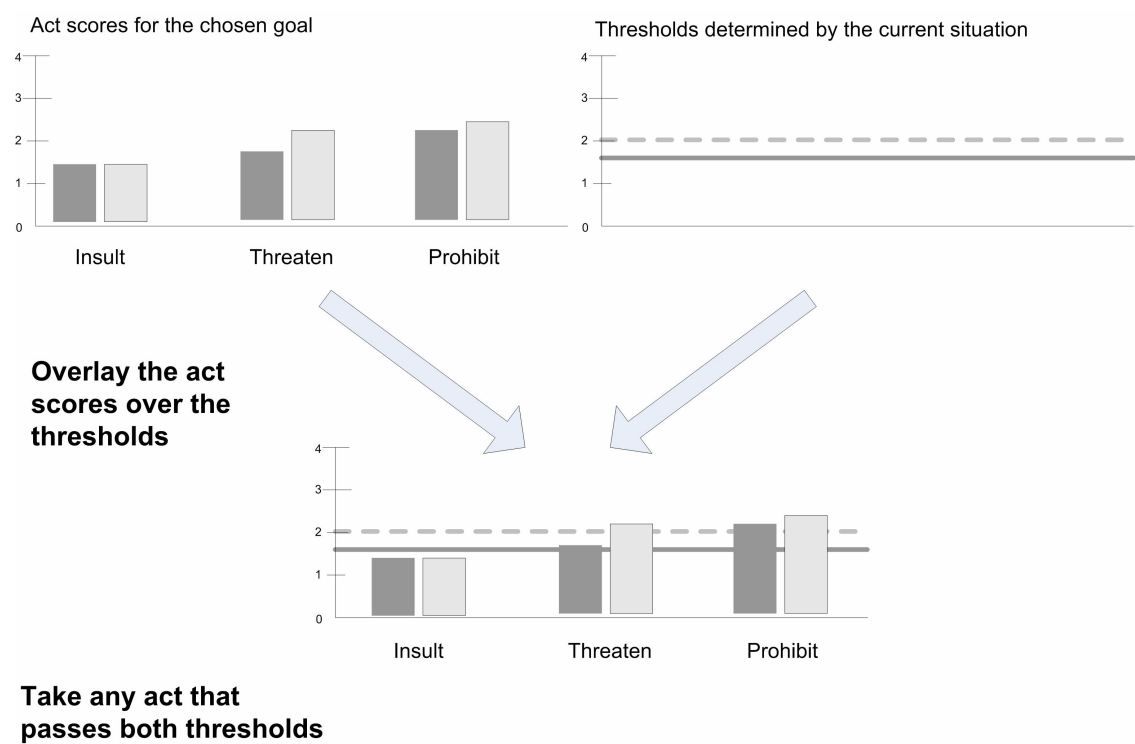 Act scores for the chosen goal
4
3
2
1
0
Insult Threaten Prohibit
Thresholds determined by the current situation
4
3
2
1
0
Overlay the act
scores over the
thresholds
4
3
2
1
0
Insult Threaten Prohibit
Take any act that
passes both thresholds